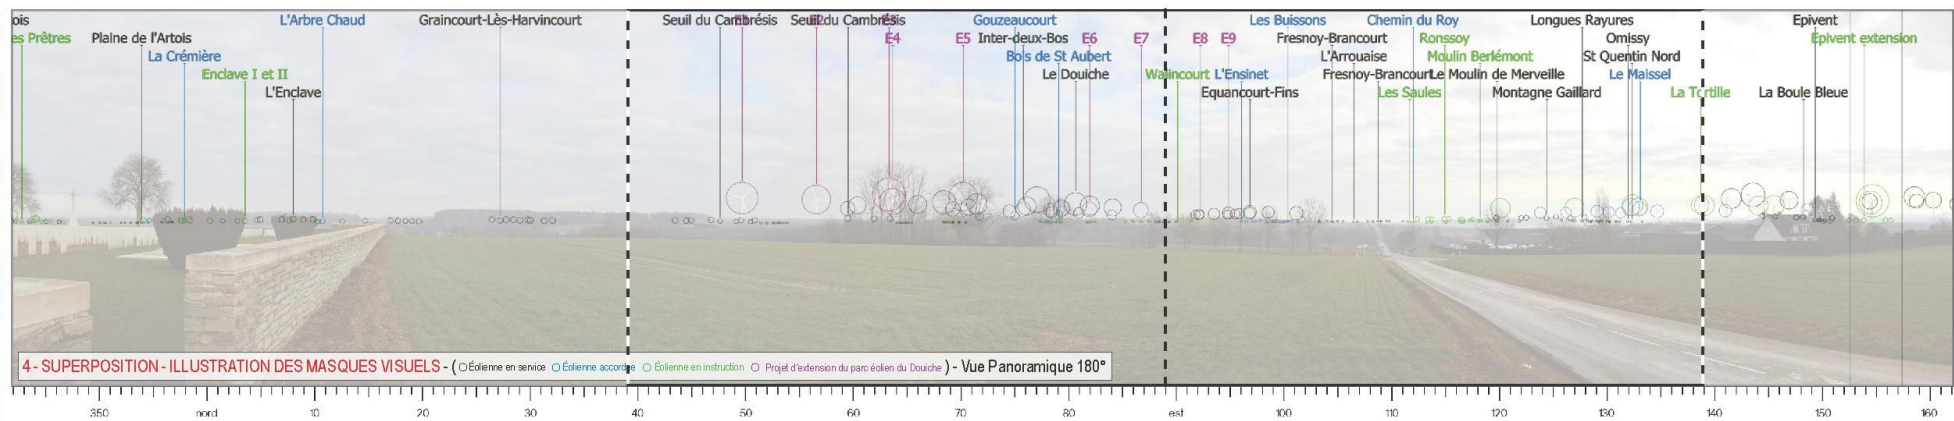 ois L'Arbre Chaud Graincourt-Lès-Harvincourt Seuil du Cambrésis E1 Seuil du Cambrésis E2 Gouzeaucourt Les Buissons Chemin du Roy Longues Rayures Epivent
es Prêtres Plaine de l'Artois E4 E5 Inter-deux-Bos E6 E7 E8 E9 Fresnoy-Brancourt Ronssoy Omissy Epivent extension
La Crémière Bois de St Aubert L'Arrouaise Moulin Berlémont St Quentin Nord
Enclave I et II Le Douiche Walincourt L'Ensinet Fresnoy-Brancourt Le Moulin de Merveille Le Maissel
L'Enclave Equancourt-Fins Les Saules Montagne Gaillard La Tortille La Boule Bleue
4 - SUPERPOSITION - ILLUSTRATION DES MASQUES VISUELS - ( Éolienne en service Éolienne accordée Éolienne en instruction Projet d'extension du parc éolien du Douiche ) - Vue Panoramique 180°
350 nord 10 20 30 40 50 60 70 80 est 100 110 120 130 140 150 160